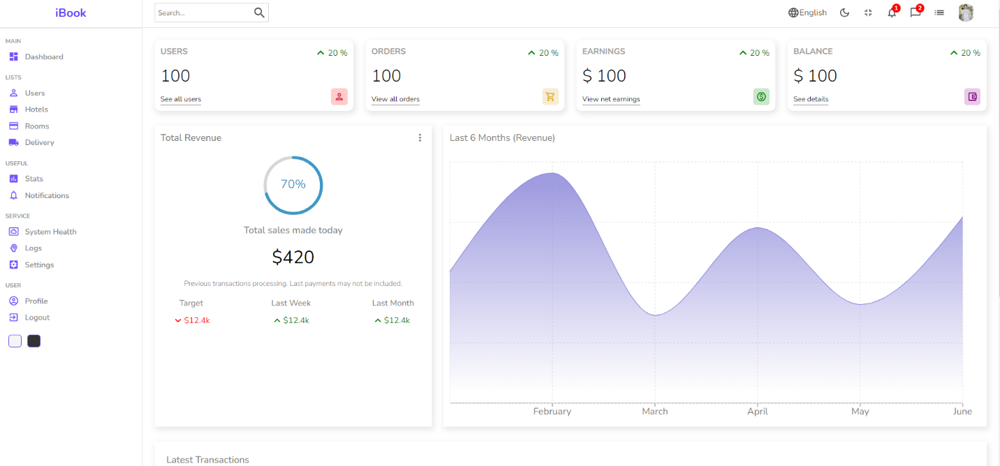 iBook
Search...
English
1
2
MAIN
Dashboard
LISTS
Users
Hotels
Rooms
Delivery
USEFUL
Stats
Notifications
SERVICE
System Health
Logs
Settings
USER
Profile
Logout
USERS
20 %
100
See all users
ORDERS
20 %
100
View all orders
EARNINGS
20 %
$ 100
View net earnings
BALANCE
20 %
$ 100
See details
Total Revenue
70%
Total sales made today
$420
Previous transactions processing. Last payments may not be included.
Target
$12.4k
Last Week
$12.4k
Last Month
$12.4k
Last 6 Months (Revenue)
February March April May June
Latest Transactions